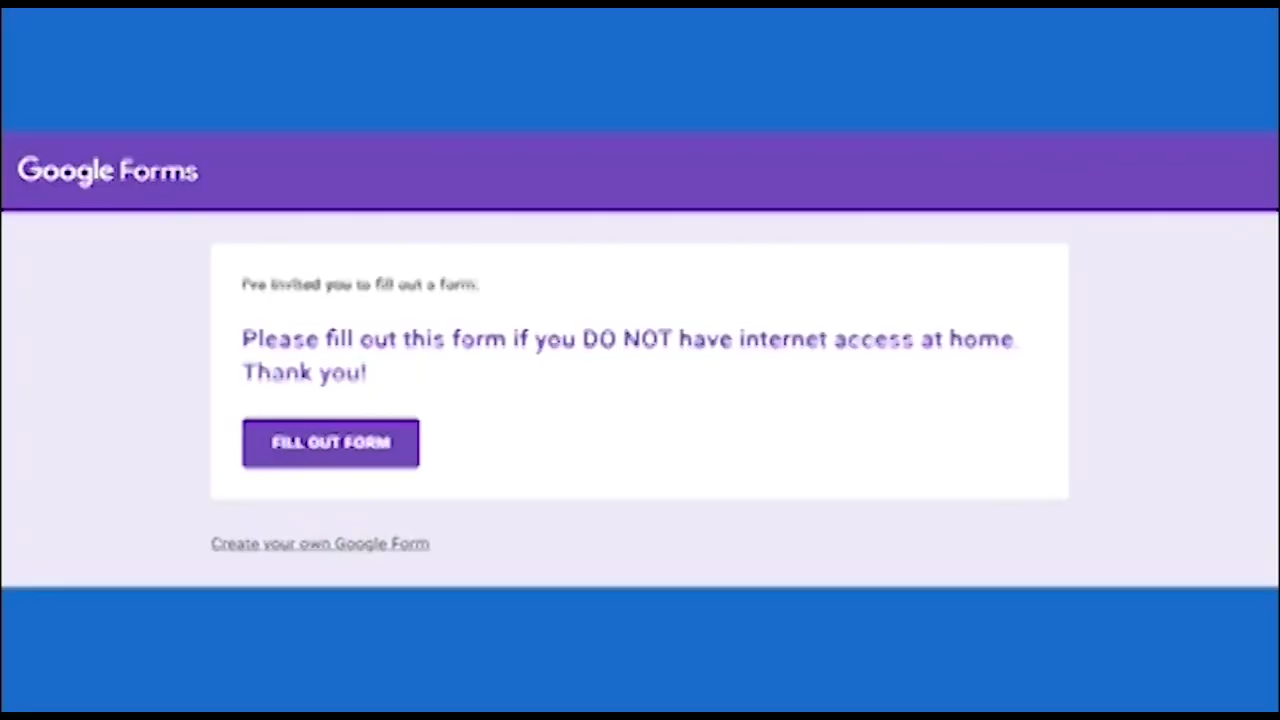 Google Forms
I've invited you to fill out a form:
Please fill out this form if you DO NOT have internet access at home.
Thank you!
FILL OUT FORM
Create your own Google Form